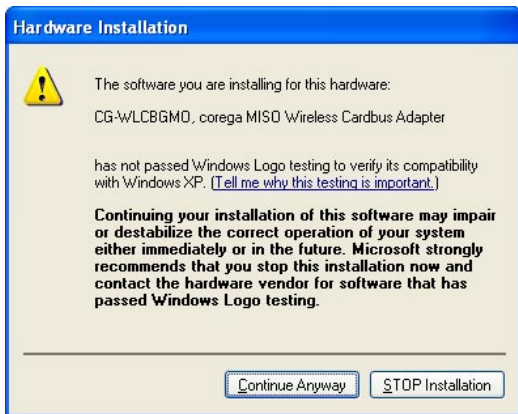 Hardware Installation
The software you are installing for this hardware:
CG-WLCBGMO, corega MISO Wireless Cardbus Adapter
has not passed Windows Logo testing to verify its compatibility
with Windows XP. (Tell me why this testing is important.)
Continuing your installation of this software may impair
or destabilize the correct operation of your system
either immediately or in the future. Microsoft strongly
recommends that you stop this installation now and
contact the hardware vendor for software that has
passed Windows Logo testing.
Continue Anyway
STOP Installation